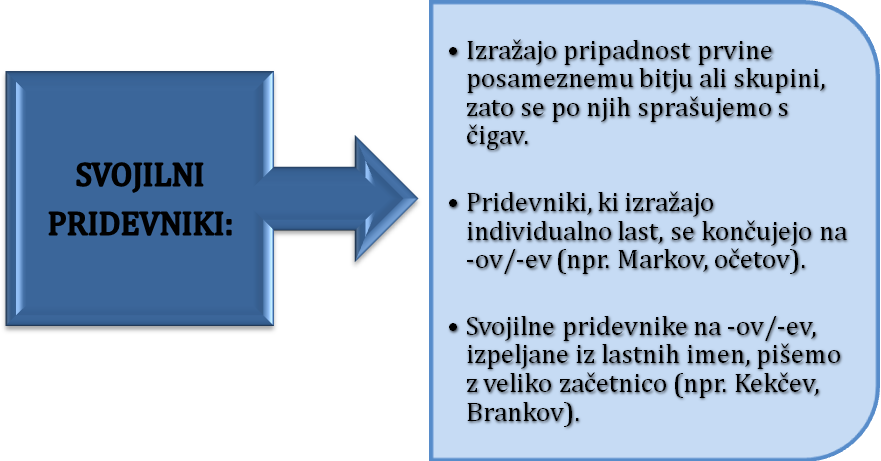 SVOJILNI
PRIDEVNIKI:
• Izražajo pripadnost prvine
posameznemu bitju ali skupini,
zato se po njih sprašujemo s
čigav.
• Pridevniki, ki izražajo
individualno last, se končujejo na
-ov/-ev (npr. Markov, očetov).
• Svojilne pridevnike na -ov/-ev,
izpeljane iz lastnih imen, pišemo
z veliko začetnico (npr. Kekčev,
Brankov).